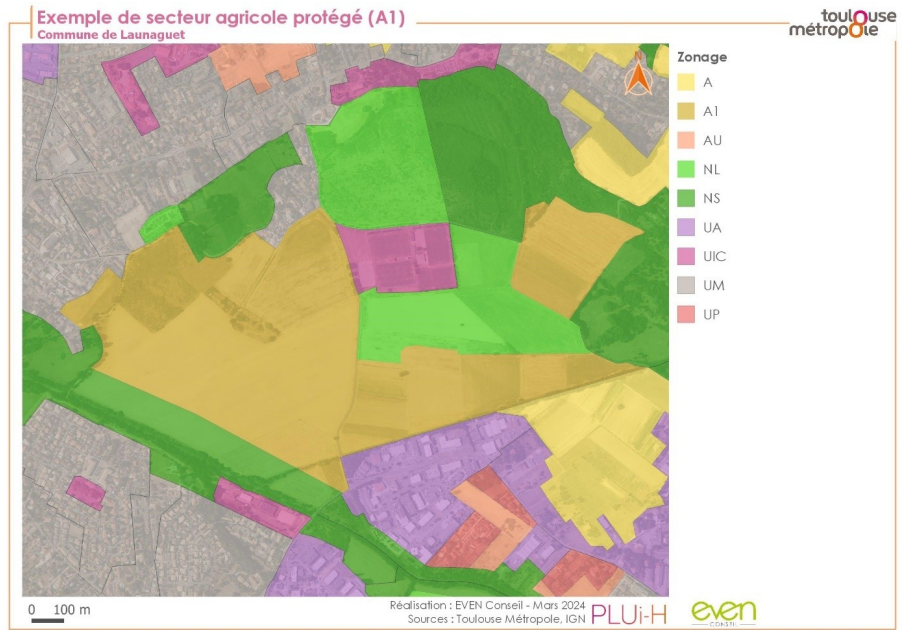 Exemple de secteur agricole protégé (A1)
Commune de Launaguet
toulouse
métropole
N
Zonage
A
A1
AU
NL
NS
UA
UIC
UM
UP
0 100 m
Réalisation : EVEN Conseil - Mars 2024
Sources : Toulouse Métropole, IGN
PLUi-H
even
CONSEIL